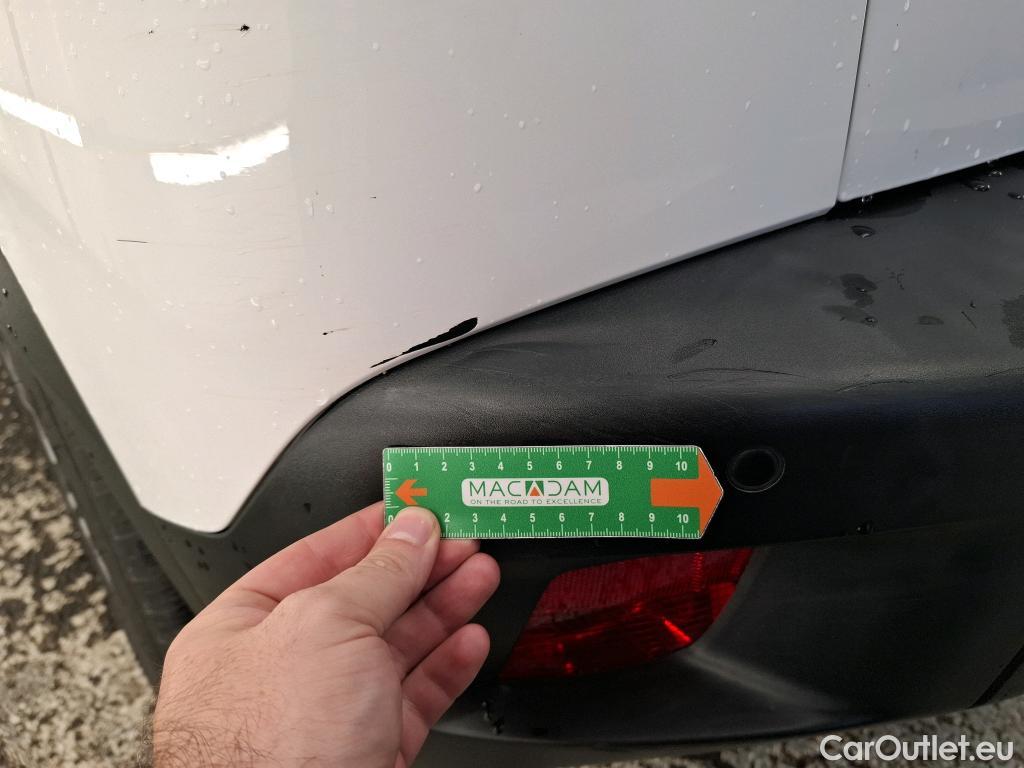 0 1 2 3 4 5 6 7 8 9 10
MACADAM
ON THE ROAD TO EXCELLENCE
0 2 3 4 5 6 7 8 9 10
CarOutlet.eu